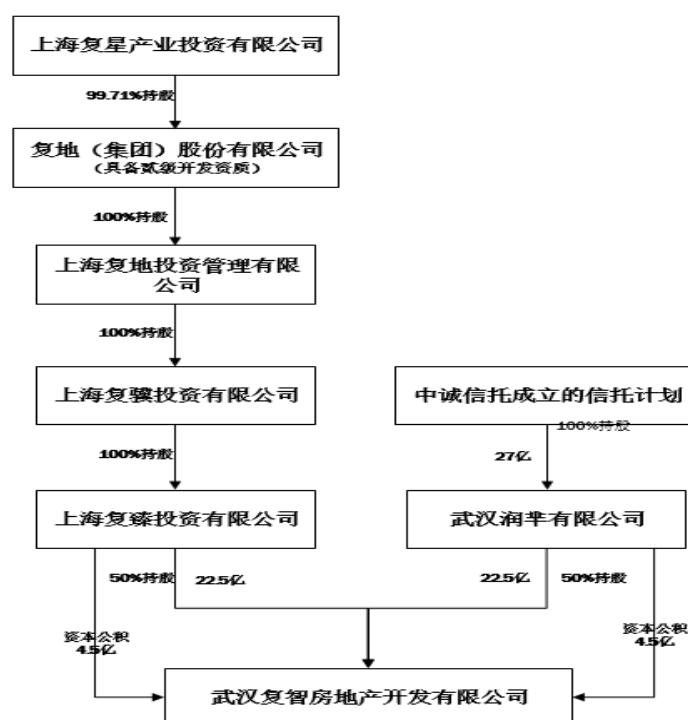 上海复星产业投资有限公司
99.71%持股
复地（集团）股份有限公司
（具备贰级开发资质）
100%持股
上海复地投资管理有限
公司
100%持股
上海复骥投资有限公司
中诚信托成立的信托计划
100%持股
100%持股
27亿
上海复臻投资有限公司
武汉润芈有限公司
50%持股
22.5亿
22.5亿
50%持股
资本公积
4.5亿
资本公积
4.5亿
武汉复智房地产开发有限公司